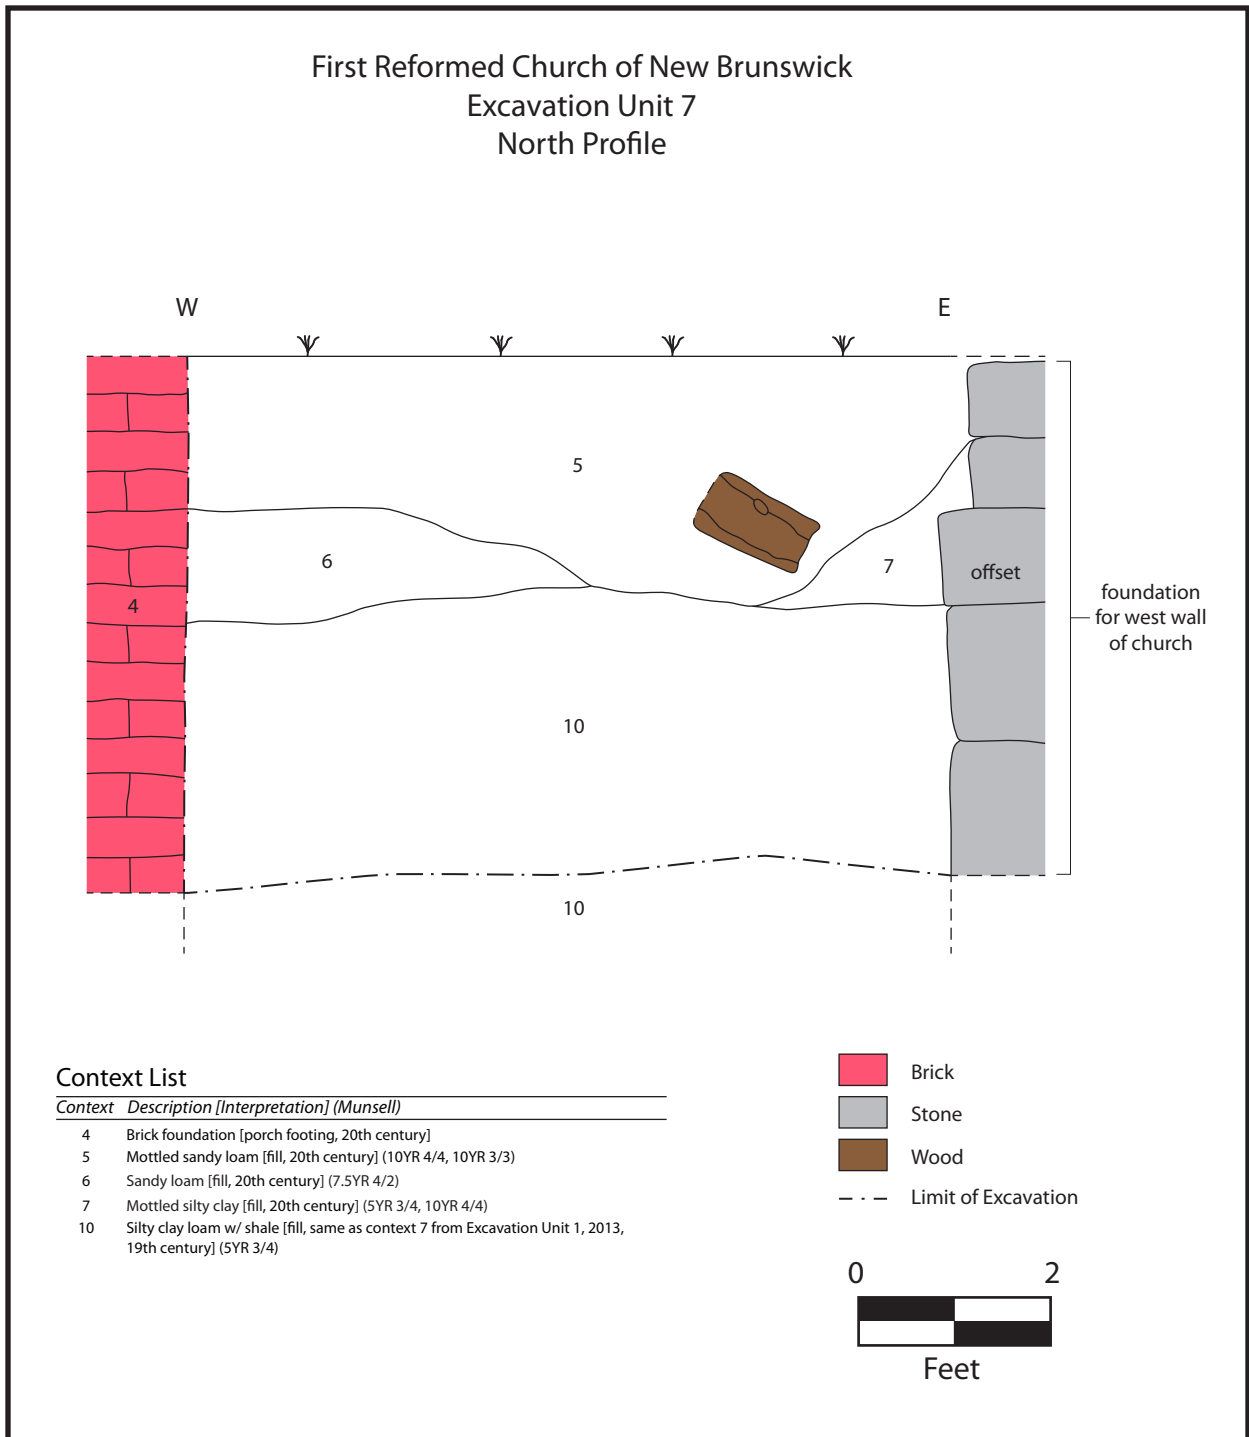 First Reformed Church of New Brunswick
Excavation Unit 7
North Profile
W
E
5
6
7
offset
4
foundation
for west wall
of church
10
10
Context List
Context Description [Interpretation] (Munsell)
4 Brick foundation [porch footing, 20th century]
5 Mottled sandy loam [fill, 20th century] (10YR 4/4, 10YR 3/3)
6 Sandy loam [fill, 20th century] (7.5YR 4/2)
7 Mottled silty clay [fill, 20th century] (5YR 3/4, 10YR 4/4)
10 Silty clay loam w/ shale [fill, same as context 7 from Excavation Unit 1, 2013,
19th century] (5YR 3/4)
Brick
Stone
Wood
Limit of Excavation
0 2
Feet